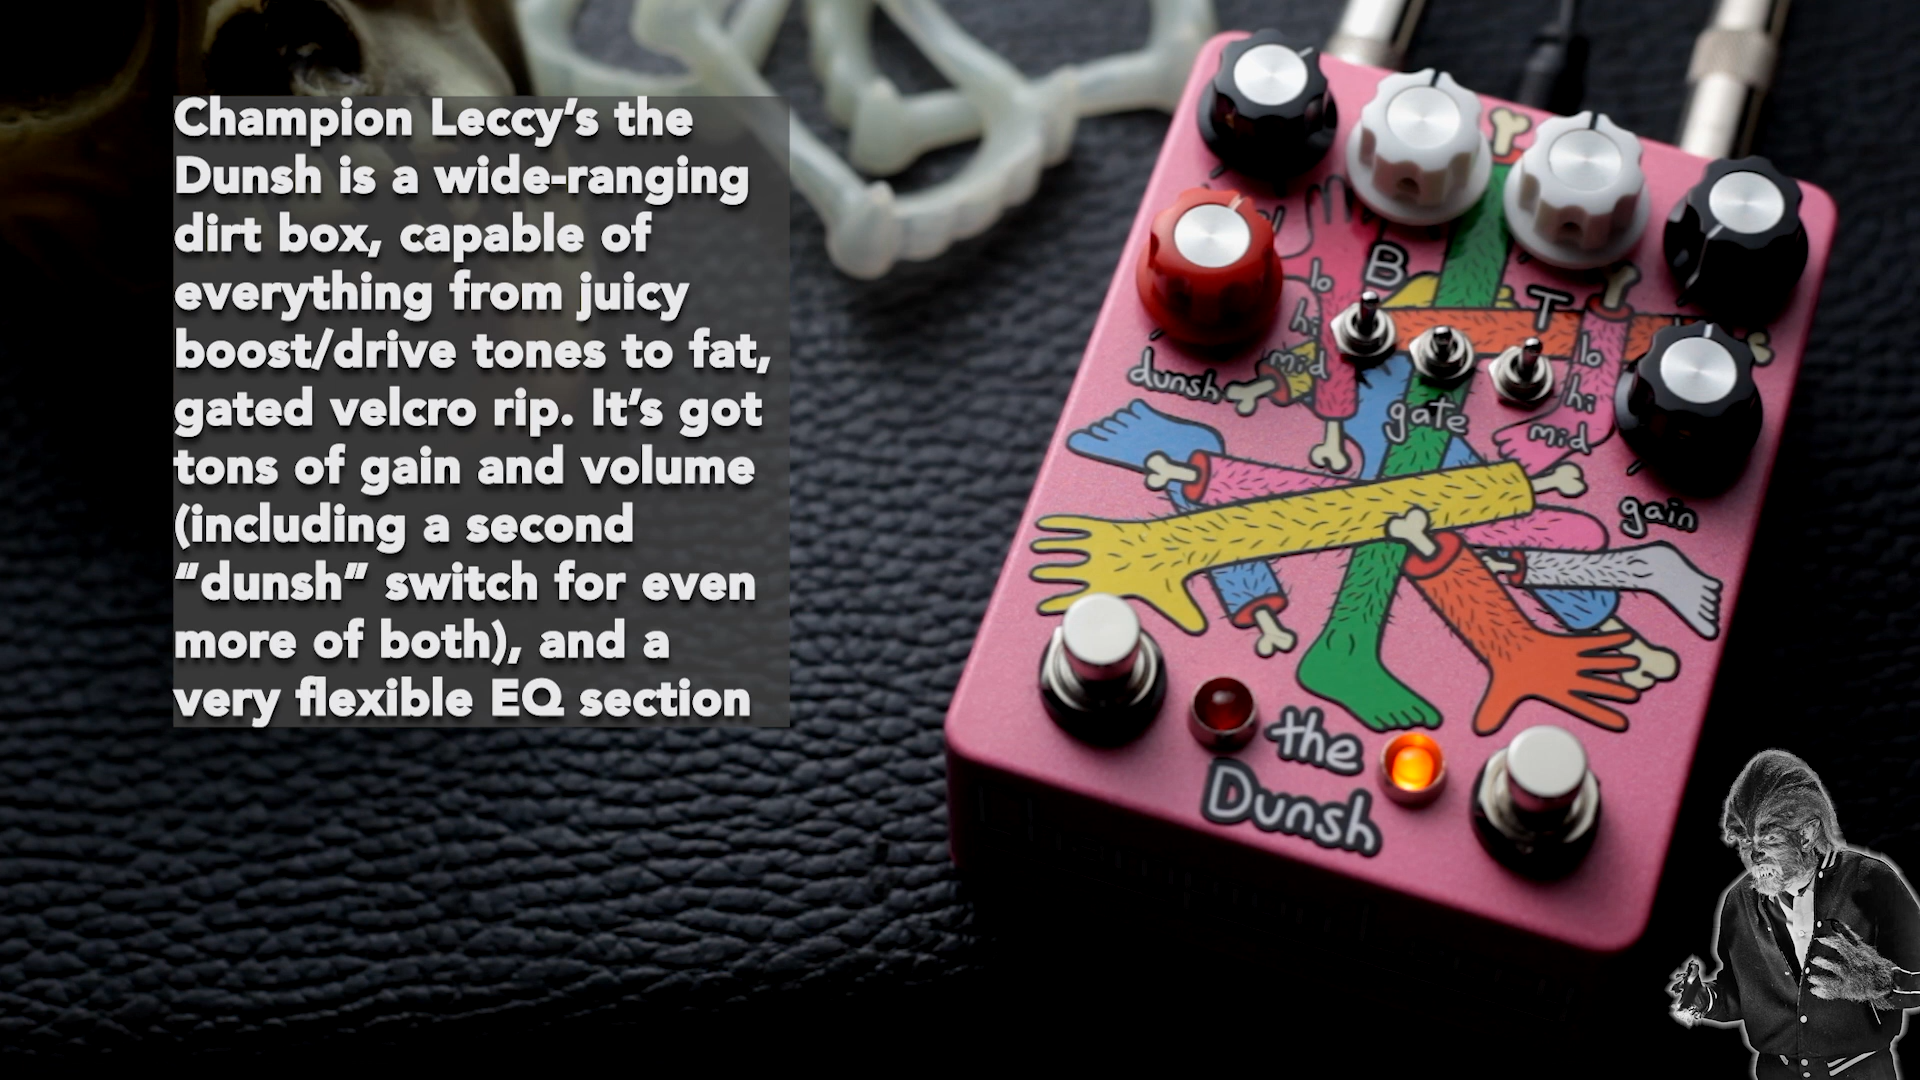 Champion Leccy’s the
Dunsh is a wide-ranging
dirt box, capable of
everything from juicy
boost/drive tones to fat,
gated velcro rip. It’s got
tons of gain and volume
(including a second
“dunsh” switch for even
more of both), and a
very flexible EQ section
B
T
lo
hi
mid
lo
hi
mid
dunsh
gate
gain
the
Dunsh